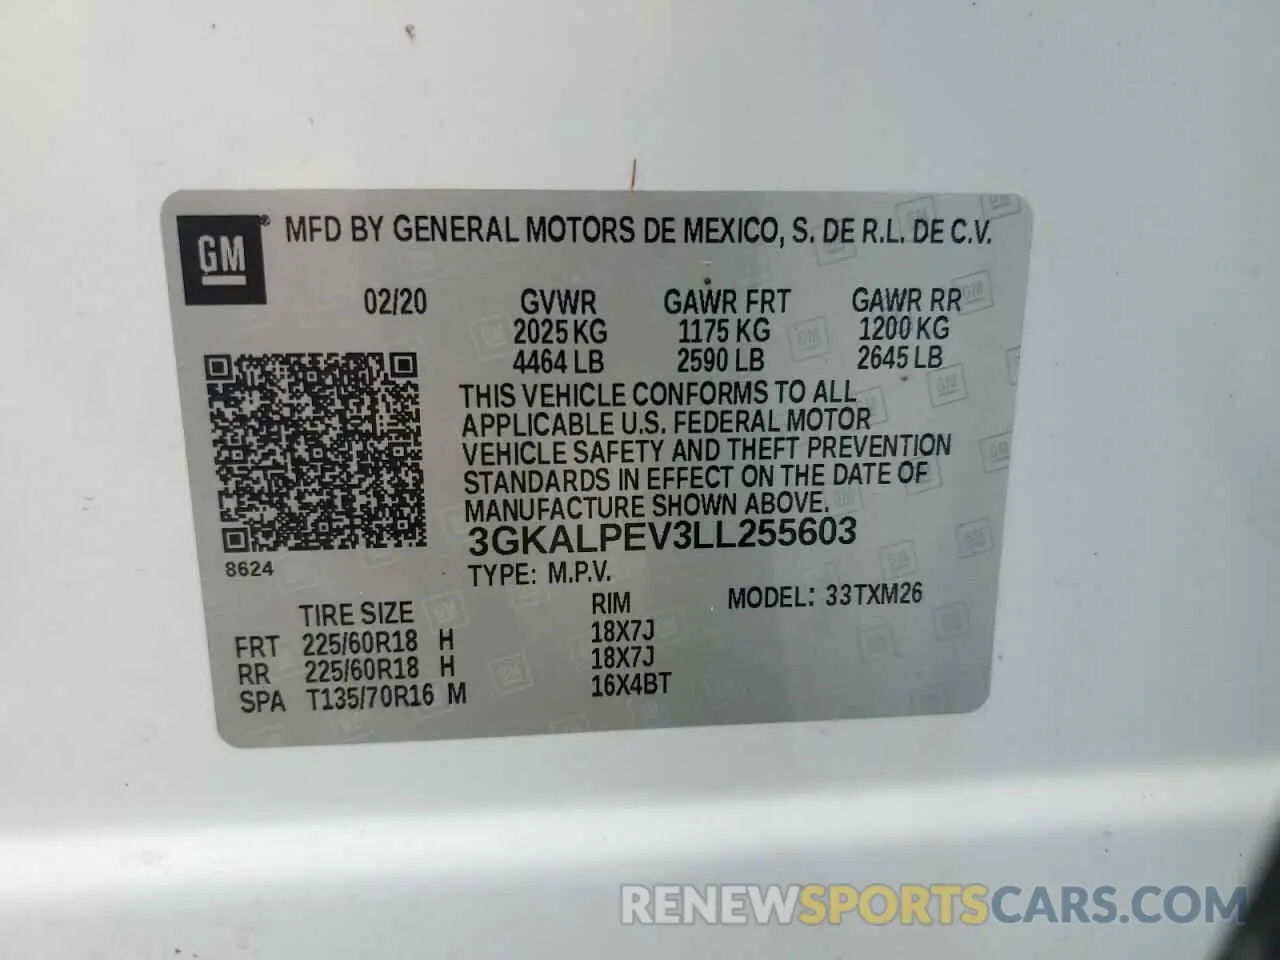 GM® MFD BY GENERAL MOTORS DE MEXICO, S. DE R.L. DE C.V.
02/20 GVWR GAWR FRT GAWR RR
2025 KG 1175 KG 1200 KG
4464 LB 2590 LB 2645 LB
THIS VEHICLE CONFORMS TO ALL
APPLICABLE U.S. FEDERAL MOTOR
VEHICLE SAFETY AND THEFT PREVENTION
STANDARDS IN EFFECT ON THE DATE OF
MANUFACTURE SHOWN ABOVE.
3GKALPEV3LL255603
8624
TYPE: M.P.V.
TIRE SIZE RIM MODEL: 33TXM26
FRT 225/60R18 H 18X7J
RR 225/60R18 H 18X7J
SPA T135/70R16 M 16X4BT
RENEWSPORTSCARS.COM